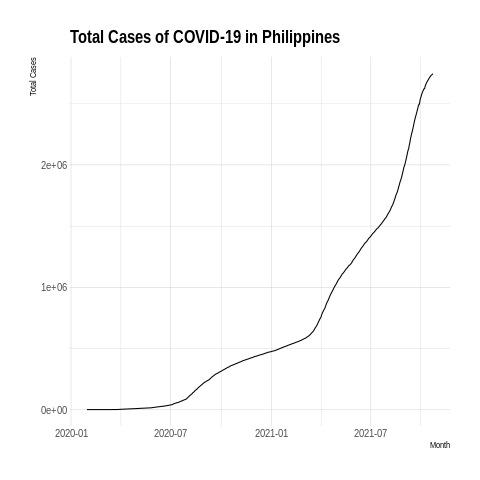 Total Cases of COVID-19 in Philippines
Total Cases
2e+06
1e+06
0e+00
2020-01 2020-07 2021-01 2021-07
Month